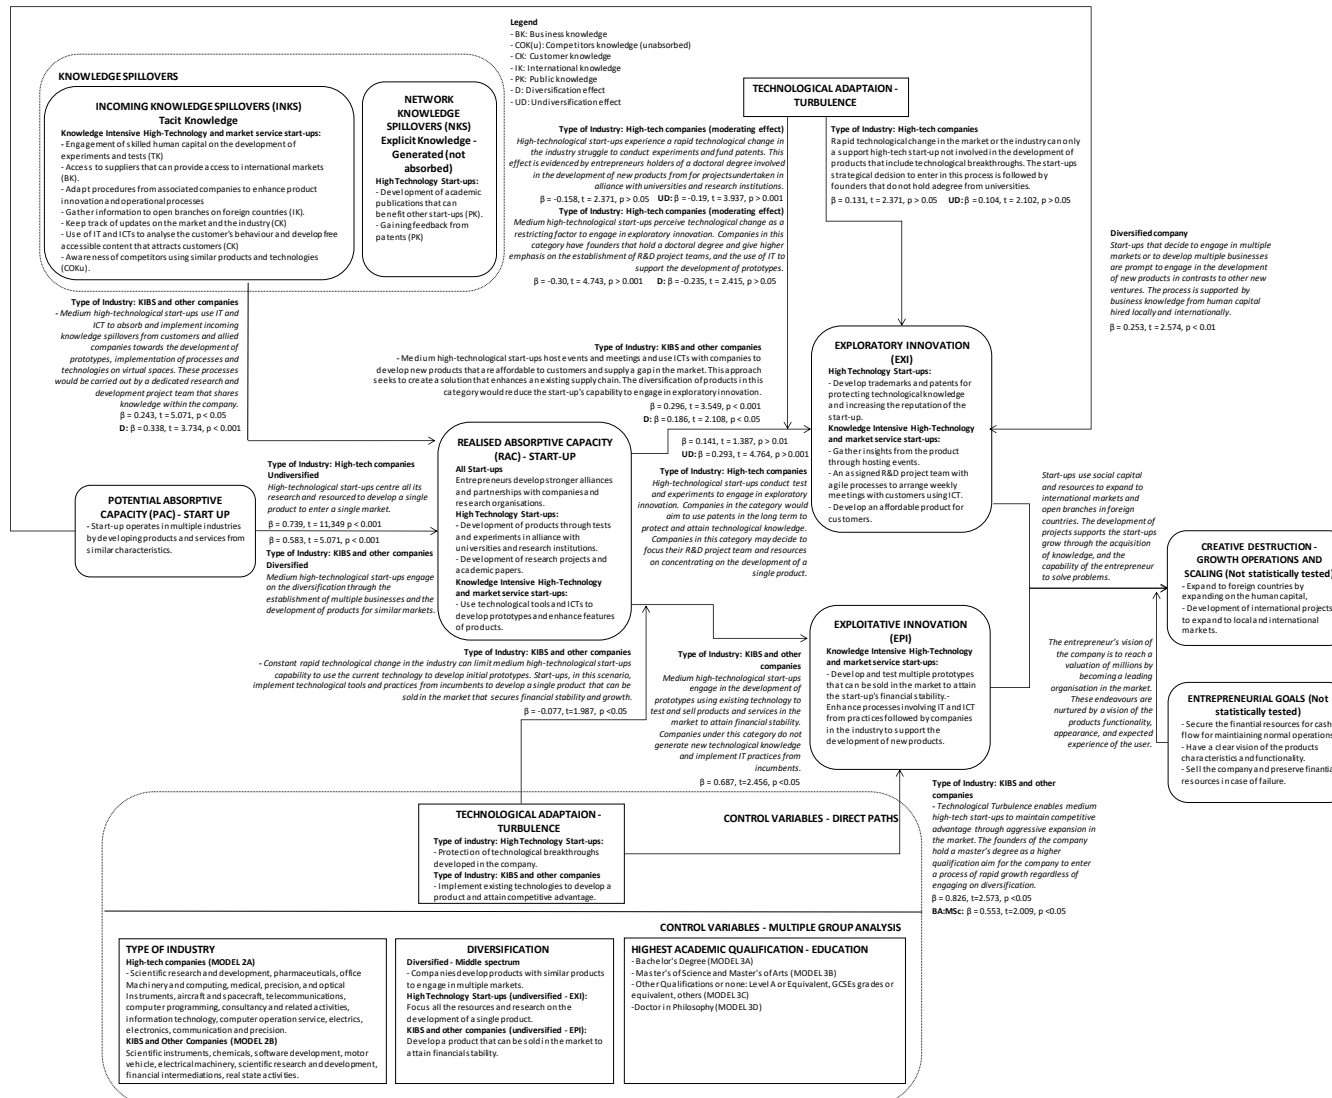 Legend
- BK: Business knowledge
- COK(u): Competitors knowledge (unabsorbed)
- CK: Customer knowledge
- IK: International knowledge
- PK: Public knowledge
- D: Diversification effect
- UD: Undiversification effect
KNOWLEDGE SPILLOVERS
INCOMING KNOWLEDGE SPILLOVERS (INKS)
Tacit Knowledge
Knowledge Intensive High-Technology and market service start-ups:
- Engagement of skilled human capital on the development of
experiments and tests (TK)
- Access to suppliers that can provide access to international markets
(BK).
- Adapt procedures from associated companies to enhance product
innovation and operational processes
- Gather information to open branches on foreign countries (IK).
- Keep track of updates on the market and the industry (CK)
- Use of IT and ICTs to analyse the customer's behaviour and develop free
accessible content that attracts customers (CK)
- Awareness of competitors using similar products and technologies
(COKu).
NETWORK
KNOWLEDGE
SPILLOVERS (NKS)
Explicit Knowledge -
Generated (not
absorbed)
High Technology Start-ups:
- Development of academic
publications that can
benefit other start-ups (PK).
- Gaining feedback from
patents (PK)
TECHNOLOGICAL ADAPTAION -
TURBULENCE
Type of Industry: High-tech companies (moderating effect)
High-technological start-ups experience a rapid technological change in
the industry struggle to conduct experiments and fund patents. This
effect is evidenced by entrepreneurs holders of a doctoral degree involved
in the development of new products from for projectsundertaken in
alliance with universities and research institutions.
β = -0.158, t = 2.371, p > 0.05 UD: β = -0.19, t = 3.937, p > 0.001
Type of Industry: High-tech companies (moderating effect)
Medium high-technological start-ups perceive technological change as a
restricting factor to engage in exploratory innovation. Companies in this
category have founders that hold a doctoral degree and give higher
emphasis on the establishment of R&D project teams, and the use of IT to
support the development of prototypes.
β = -0.30, t = 4.743, p > 0.001 D: β = -0.235, t = 2.415, p > 0.05
Type of Industry: High-tech companies
Rapid technological change in the market or the industry can only
a support high-tech start-up not involved in the development of
products that include technological breakthroughs. The start-ups
strategical decision to enter in this process is followed by
founders that do not hold a degree from universities.
β = 0.131, t = 2.371, p > 0.05 UD: β = 0.104, t = 2.102, p > 0.05
Diversified company
Start-ups that decide to engage in multiple
markets or to develop multiple businesses
are prompt to engage in the development
of new products in contrasts to other new
ventures. The process is supported by
business knowledge from human capital
hired locally and internationally.
β = 0.253, t = 2.574, p < 0.01
Type of Industry: KIBS and other companies
- Medium high-technological start-ups use IT and
ICT to absorb and implement incoming
knowledge spillovers from customers and allied
companies towards the development of
prototypes, implementation of processes and
technologies on virtual spaces. These processes
would be carried out by a dedicated research and
development project team that shares
knowledge within the company.
β = 0.243, t = 5.071, p < 0.05
D: β = 0.338, t = 3.734, p < 0.001
Type of Industry: KIBS and other companies
- Medium high-technological start-ups host events and meetings and use ICTs with companies to
develop new products that are affordable to customers and supply a gap in the market. This approach
seeks to create a solution that enhances an existing supply chain. The diversification of products in this
category would reduce the start-up's capability to engage in exploratory innovation.
β = 0.296, t = 3.549, p < 0.001
D: β = 0.186, t = 2.108, p < 0.05
β = 0.141, t = 1.387, p > 0.01
UD: β = 0.293, t = 4.764, p > 0.001
EXPLORATORY INNOVATION
(EXI)
High Technology Start-ups:
- Develop trademarks and patents for
protecting technological knowledge
and increasing the reputation of the
start-up.
Knowledge Intensive High-Technology
and market service start-ups:
- Gather insights from the product
through hosting events.
- An assigned R&D project team with
agile processes to arrange weekly
meetings with customers using ICT.
- Develop an affordable product for
customers.
REALISED ABSORPTIVE CAPACITY
(RAC) - START-UP
All Start-ups
Entrepreneurs develop stronger alliances
and partnerships with companies and
research organisations.
High Technology Start-ups:
- Development of products through tests
and experiments in alliance with
universities and research institutions.
- Development of research projects and
academic papers.
Knowledge Intensive High-Technology
and market service start-ups:
- Use technological tools and ICTs to
develop prototypes and enhance features
of products.
POTENTIAL ABSORPTIVE
CAPACITY (PAC) - START UP
- Start-up operates in multiple industries
by developing products and services from
similar characteristics.
Type of Industry: High-tech companies
Undiversified
High-technological start-ups centre all its
research and resourced to develop a single
product to enter a single market.
β = 0.739, t = 11,349 p < 0.001
β = 0.583, t = 5.071, p < 0.001
Type of Industry: KIBS and other companies
Diversified
Medium high-technological start-ups engage
on the diversification through the
establishment of multiple businesses and the
development of products for similar markets.
Type of Industry: High-tech companies
High-technological start-ups conduct test
and experiments to engage in exploratory
innovation. Companies in the category would
aim to use patents in the long term to
protect and attain technological knowledge.
Companies in this category may decide to
focus their R&D project team and resources
on concentrating on the development of a
single product.
Start-ups use social capital
and resources to expand to
international markets and
open branches in foreign
countries. The development of
projects supports the start-ups
grow through the acquisition
of knowledge, and the
capability of the entrepreneur
to solve problems.
CREATIVE DESTRUCTION -
GROWTH OPERATIONS AND
SCALING (Not statistically tested)
- Expand to foreign countries by
expanding on the human capital,
- Development of international projects
to expand to local and international
markets.
EXPLOITATIVE INNOVATION
(EPI)
Knowledge Intensive High-Technology
and market service start-ups:
- Develop and test multiple prototypes
that can be sold in the market to attain
the start-up's financial stability.-
Enhance processes involving IT and ICT
from practices followed by companies
in the industry to support the
development of new products.
The entrepreneur's vision of
the company is to reach a
valuation of millions by
becoming a leading
organisation in the market.
These endeavours are
nurtured by a vision of the
products functionality,
appearance, and expected
experience of the user.
ENTREPRENEURIAL GOALS (Not
statistically tested)
- Secure the finantial resources for cash
flow for maintaining normal operations
- Have a clear vision of the products
characteristics and functionality.
- Sell the company and preserve finantial
resources in case of failure.
Type of Industry: KIBS and other companies
- Constant rapid technological change in the industry can limit medium high-technological start-ups
capability to use the current technology to develop initial prototypes. Start-ups, in this scenario,
implement technological tools and practices from incumbents to develop a single product that can be
sold in the market that secures financial stability and growth.
β = -0.077, t=1.987, p <0.05
Type of Industry: KIBS and other
companies
Medium high-technological start-ups
engage in the development of
prototypes using existing technology to
test and sell products and services in the
market to attain financial stability.
Companies under this category do not
generate new technological knowledge
and implement IT practices from
incumbents.
β = 0.687, t=2.456, p <0.05
Type of Industry: KIBS and other
companies
- Technological Turbulence enables medium
high-tech start-ups to maintain competitive
advantage through aggressive expansion in
the market. The founders of the company
hold a master's degree as a higher
qualification aim for the company to enter
a process of rapid growth regardless of
engaging on diversification.
β = 0.826, t=2.573, p <0.05
BA:MSc: β = 0.553, t=2.009, p <0.05
TECHNOLOGICAL ADAPTAION -
TURBULENCE
Type of industry: High Technology Start-ups:
- Protection of technological breakthroughs
developed in the company.
Type of Industry: KIBS and other companies
- Implement existing technologies to develop a
product and attain competitive advantage.
CONTROL VARIABLES - DIRECT PATHS
CONTROL VARIABLES - MULTIPLE GROUP ANALYSIS
TYPE OF INDUSTRY
High-tech companies (MODEL 2A)
- Scientific research and development, pharmaceuticals, office
Machinery and computing, medical, precision, and optical
Instruments, aircraft and spacecraft, telecommunications,
computer programming, consultancy and related activities,
information technology, computer operation service, electrics,
electronics, communication and precision.
KIBS and Other Companies (MODEL 2B)
Scientific instruments, chemicals, software development, motor
vehicle, electrical machinery, scientific research and development,
financial intermediations, real state activities.
DIVERSIFICATION
Diversified - Middle spectrum
- Companies develop products with similar products
to engage in multiple markets.
High Technology Start-ups (undiversified - EXI):
Focus all the resources and research on the
development of a single product.
KIBS and other companies (undiversified - EPI):
Develop a product that can be sold in the market to
attain financial stability.
HIGHEST ACADEMIC QUALIFICATION - EDUCATION
- Bachelor's Degree (MODEL 3A)
- Master's of Science and Master's of Arts (MODEL 3B)
- Other Qualifications or none: Level A or Equivalent, GCSEs grades or
equivalent, others (MODEL 3C)
-Doctor in Philosophy (MODEL 3D)